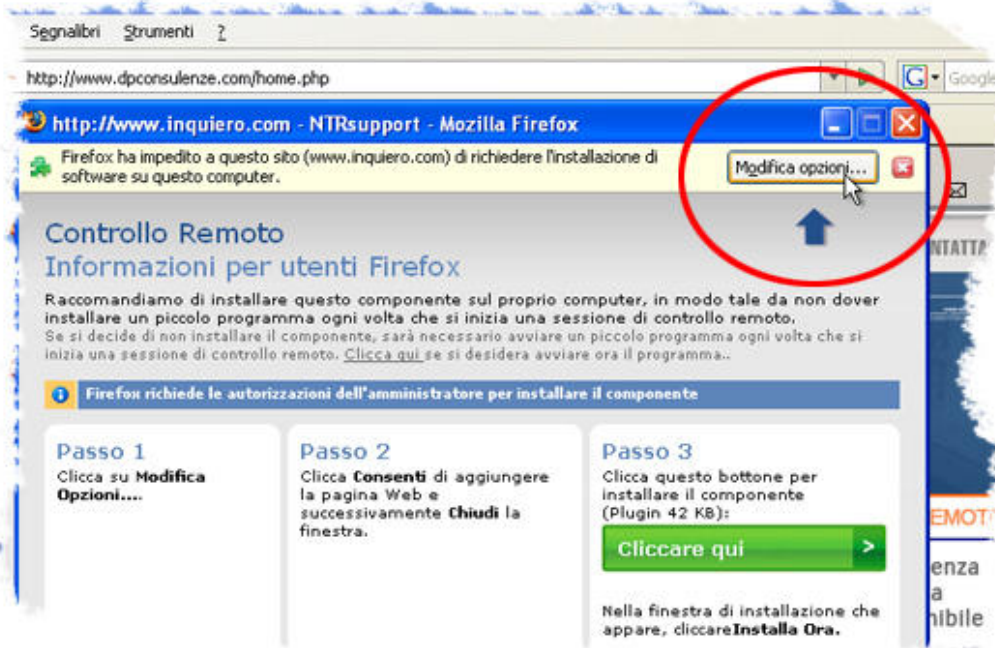 Segnalibri Strumenti ?
http://www.dpconsulenze.com/home.php
G Google
http://www.inquiero.com - NTRsupport - Mozilla Firefox
Firefox ha impedito a questo sito (www.inquiero.com) di richiedere l'installazione di
software su questo computer.
Modifica opzioni...
Controllo Remoto
Informazioni per utenti Firefox
Raccomandiamo di installare questo componente sul proprio computer, in modo tale da non dover
installare un piccolo programma ogni volta che si inizia una sessione di controllo remoto.
Se si decide di non installare il componente, sarà necessario avviare un piccolo programma ogni volta che si
inizia una sessione di controllo remoto. Clicca qui se si desidera avviare ora il programma..
Firefox richiede le autorizzazioni dell'amministratore per installare il componente
Passo 1
Clicca su Modifica
Opzioni....
Passo 2
Clicca Consenti di aggiungere
la pagina Web e
successivamente Chiudi la
finestra.
Passo 3
Clicca questo bottone per
installare il componente
(Plugin 42 KB):
Cliccare qui >
Nella finestra di installazione che
appare, cliccareInstalla Ora.
NTATTA
EMOT
enza
a
nibile